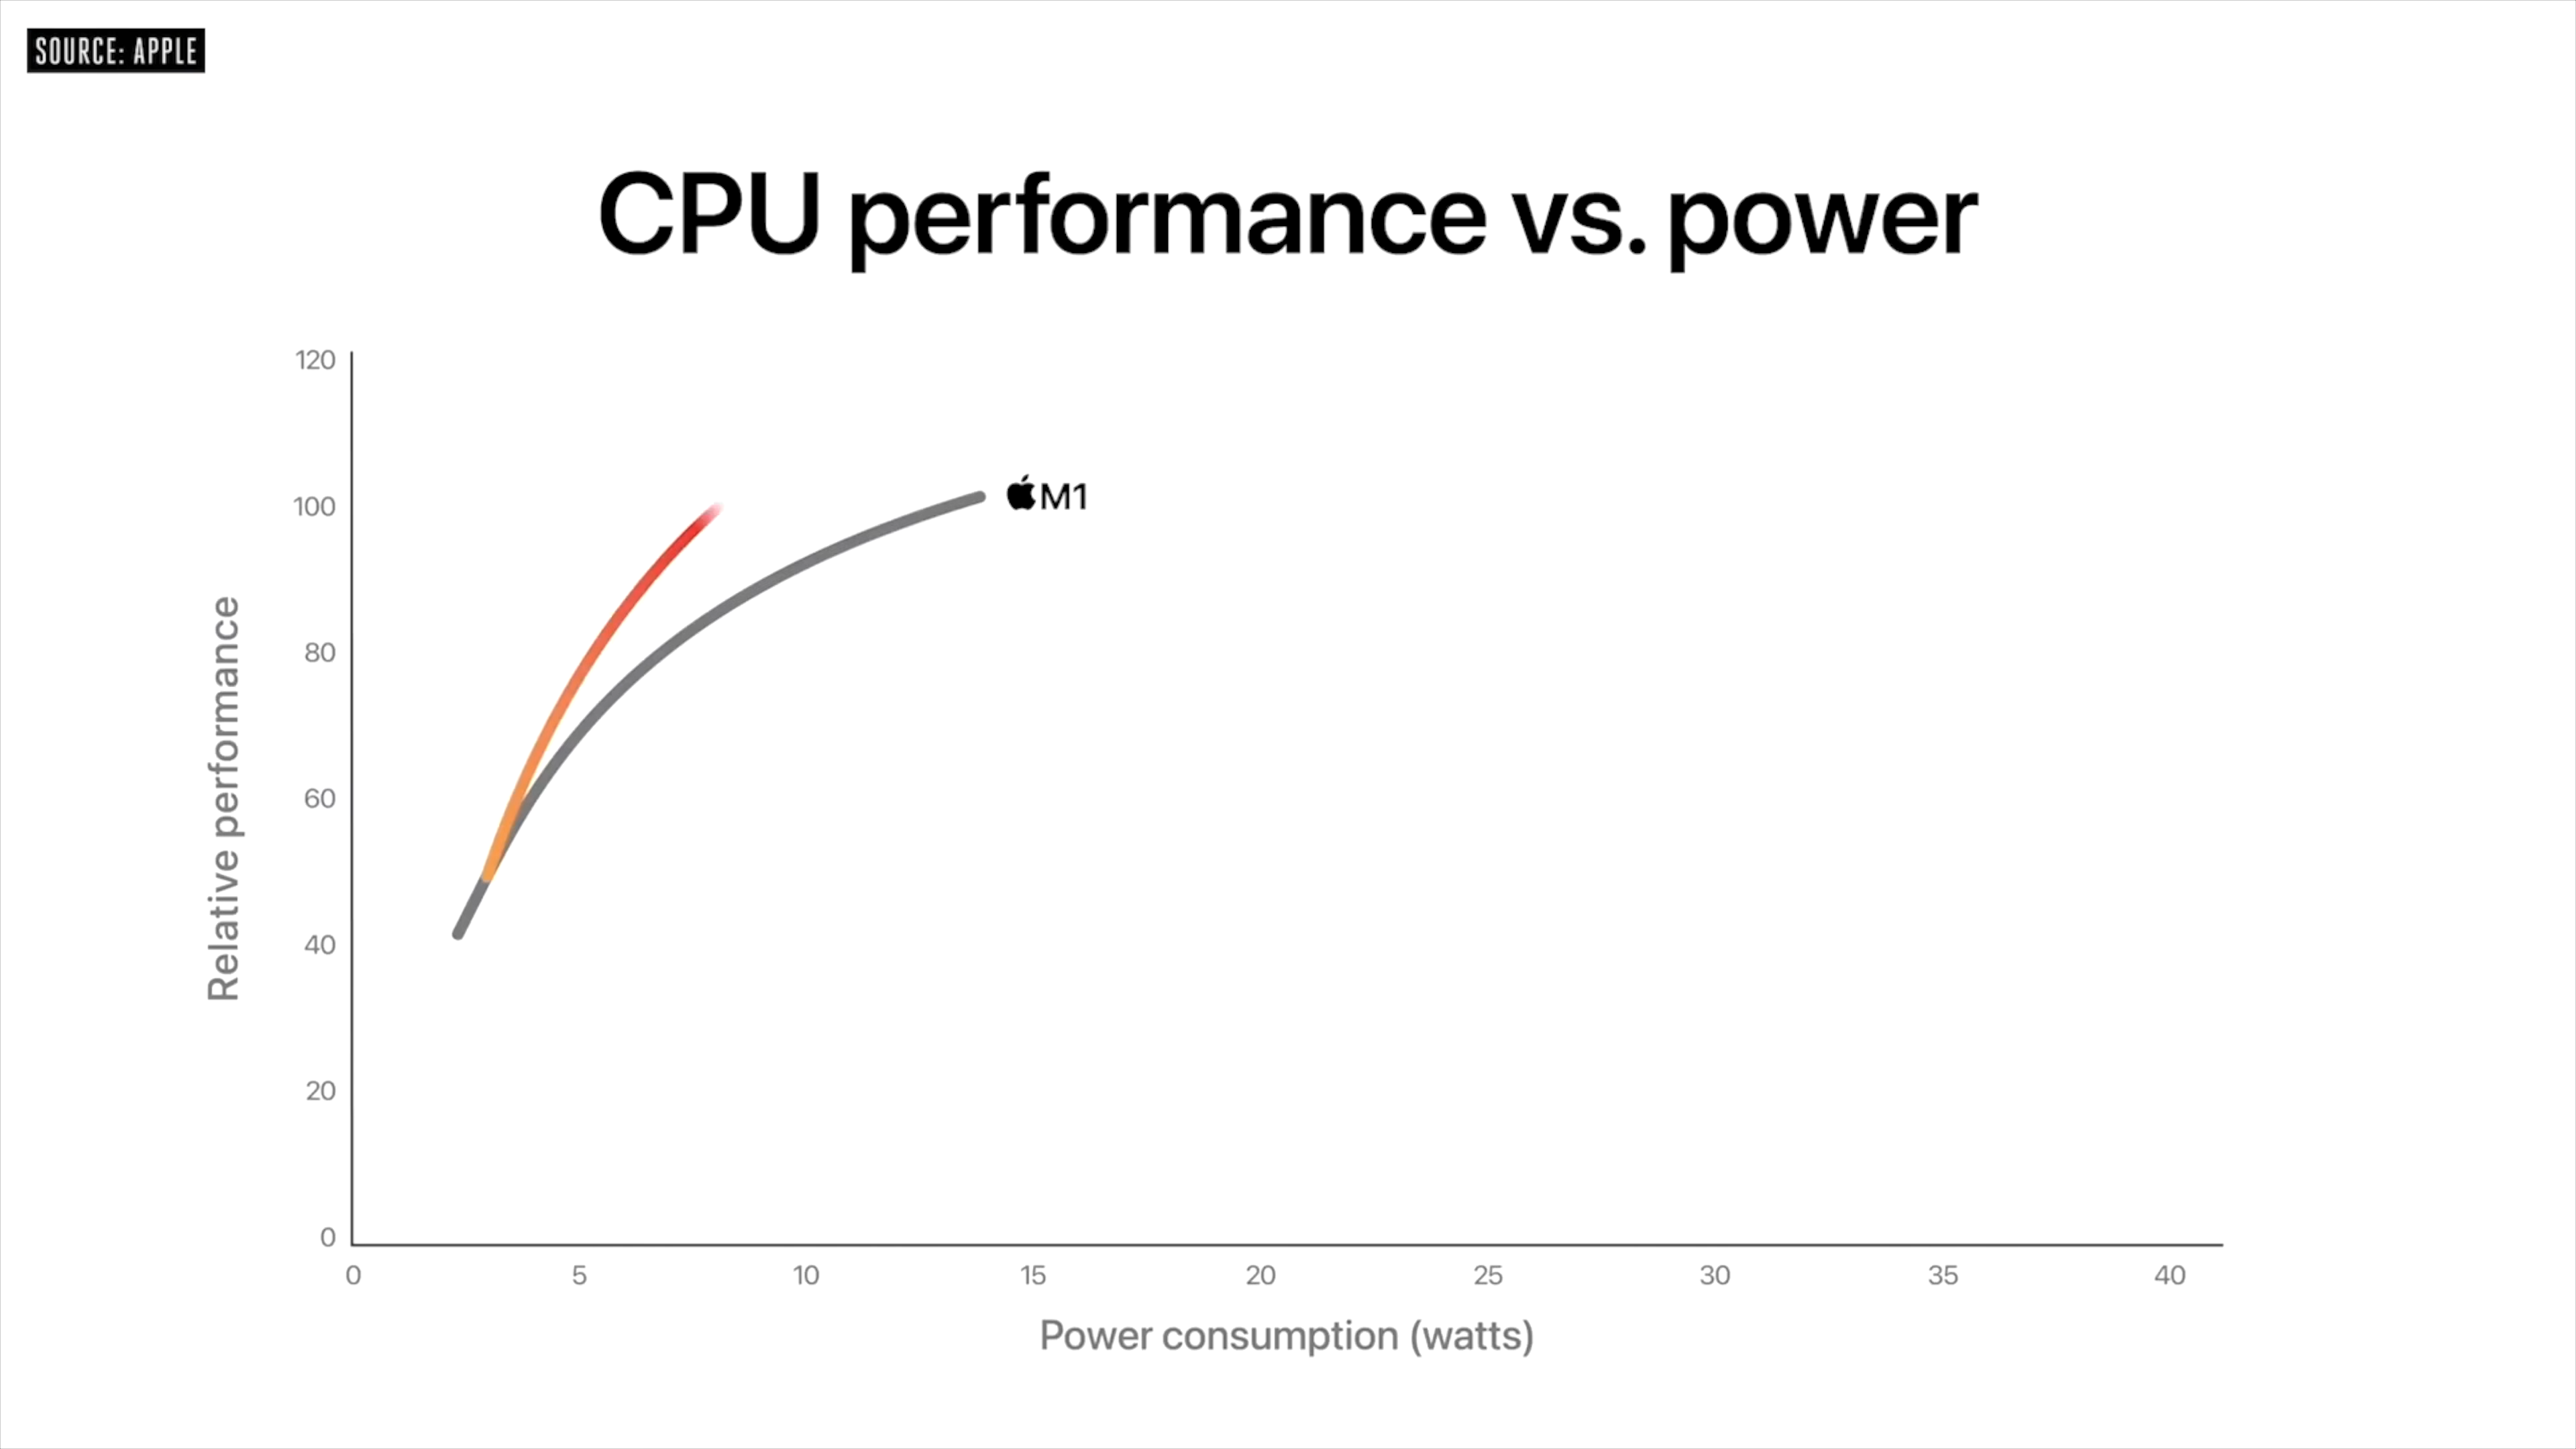 SOURCE: APPLE
CPU performance vs. power
120
100
80
60
40
20
0
Relative performance
M1
0 5 10 15 20 25 30 35 40
Power consumption (watts)